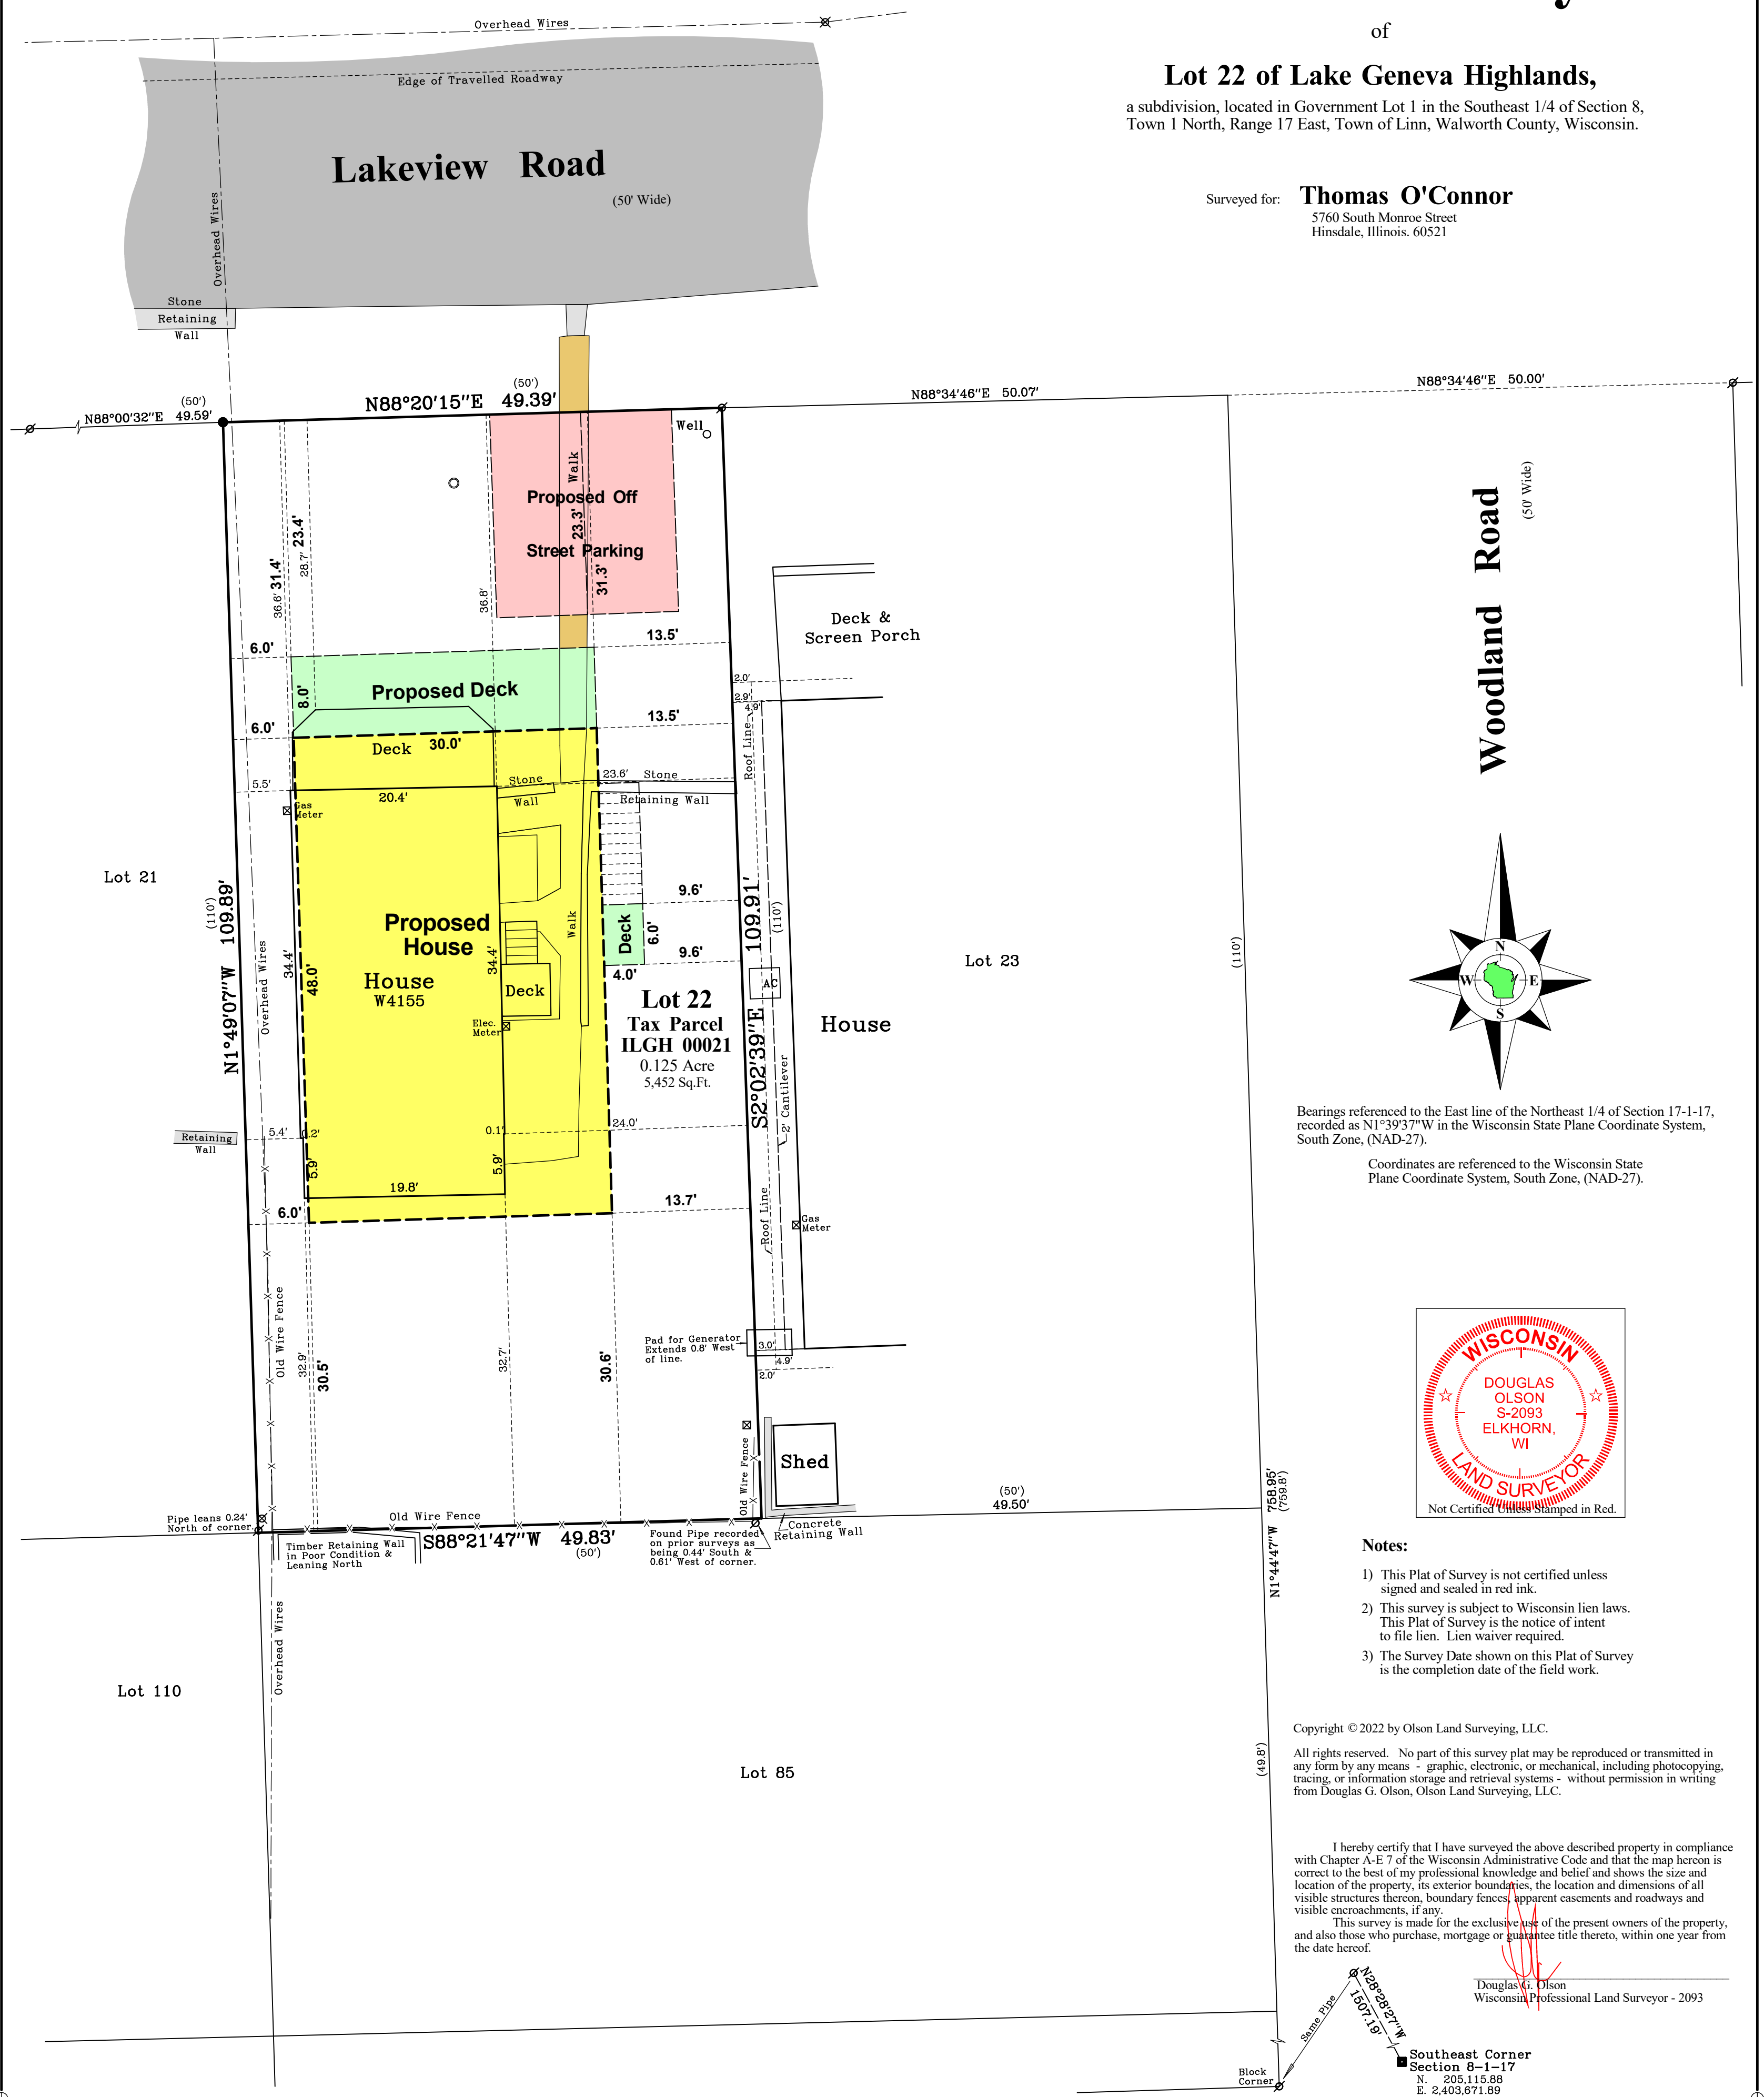 of
Lot 22 of Lake Geneva Highlands,
a subdivision, located in Government Lot 1 in the Southeast 1/4 of Section 8,
Town 1 North, Range 17 East, Town of Linn, Walworth County, Wisconsin.
Surveyed for: Thomas O'Connor
5760 South Monroe Street
Hinsdale, Illinois. 60521
Overhead Wires
Edge of Travelled Roadway
Lakeview Road
(50' Wide)
Overhead Wires
Stone
Retaining
Wall
(50')
N88°00'32"E 49.59'
(50')
N88°20'15"E 49.39'
N88°34'46"E 50.07'
N88°34'46"E 50.00'
Well
Walk
Proposed Off
Street Parking
23.3'
31.3'
23.4'
28.7'
31.4'
36.6'
36.8'
6.0'
13.5'
Deck &
Screen Porch
Proposed Deck
8.0'
2.0'
2.9'
4.9'
6.0'
13.5'
Deck 30.0'
Roof Line
5.5'
20.4'
Gas
Meter
Stone
Wall
23.6' Stone
Retaining Wall
Lot 21
(110')
N1°49'07"W 109.89'
Overhead Wires
34.4'
48.0'
Proposed
House
House
W4155
34.4'
Deck
Elec.
Meter
Walk
9.6'
Deck
6.0'
9.6'
4.0'
Lot 22
Tax Parcel
ILGH 00021
0.125 Acre
5,452 Sq.Ft.
S2°02'39"E 109.91'
(110')
AC
House
Lot 23
(110')
2' Cantilever
Retaining
Wall
5.4'
0.2'
5.9'
0.1'
5.9'
24.0'
19.8'
6.0'
13.7'
Roof Line
Gas
Meter
Old Wire Fence
32.9'
30.5'
32.7'
30.6'
Pad for Generator
Extends 0.8' West
of line.
3.0'
4.9'
2.0'
Old Wire Fence
Shed
(50')
49.50'
Pipe leans 0.24'
North of corner.
Old Wire Fence
Timber Retaining Wall
in Poor Condition &
Leaning North
S88°21'47"W 49.83'
(50')
Found Pipe recorded
on prior surveys as
being 0.44' South &
0.61' West of corner.
Concrete
Retaining Wall
Overhead Wires
Lot 110
Lot 85
N1°44'47"W 758.95'
(759.8')
(49.8')
Woodland Road
(50' Wide)
N
W E
S
Bearings referenced to the East line of the Northeast 1/4 of Section 17-1-17,
recorded as N1°39'37"W in the Wisconsin State Plane Coordinate System,
South Zone, (NAD-27).
Coordinates are referenced to the Wisconsin State
Plane Coordinate System, South Zone, (NAD-27).
WISCONSIN
DOUGLAS
OLSON
S-2093
ELKHORN,
WI
LAND SURVEYOR
Not Certified Unless Stamped in Red.
Notes:
1) This Plat of Survey is not certified unless
signed and sealed in red ink.
2) This survey is subject to Wisconsin lien laws.
This Plat of Survey is the notice of intent
to file lien. Lien waiver required.
3) The Survey Date shown on this Plat of Survey
is the completion date of the field work.
Copyright © 2022 by Olson Land Surveying, LLC.
All rights reserved. No part of this survey plat may be reproduced or transmitted in
any form by any means - graphic, electronic, or mechanical, including photocopying,
tracing, or information storage and retrieval systems - without permission in writing
from Douglas G. Olson, Olson Land Surveying, LLC.
I hereby certify that I have surveyed the above described property in compliance
with Chapter A-E 7 of the Wisconsin Administrative Code and that the map hereon is
correct to the best of my professional knowledge and belief and shows the size and
location of the property, its exterior boundaries, the location and dimensions of all
visible structures thereon, boundary fences, apparent easements and roadways and
visible encroachments, if any.
This survey is made for the exclusive use of the present owners of the property,
and also those who purchase, mortgage or guarantee title thereto, within one year from
the date hereof.
Douglas G. Olson
Wisconsin Professional Land Surveyor - 2093
Same Pipe
N28°28'27"W
1507.19'
Southeast Corner
Section 8-1-17
N. 205,115.88
E. 2,403,671.89
Block
Corner